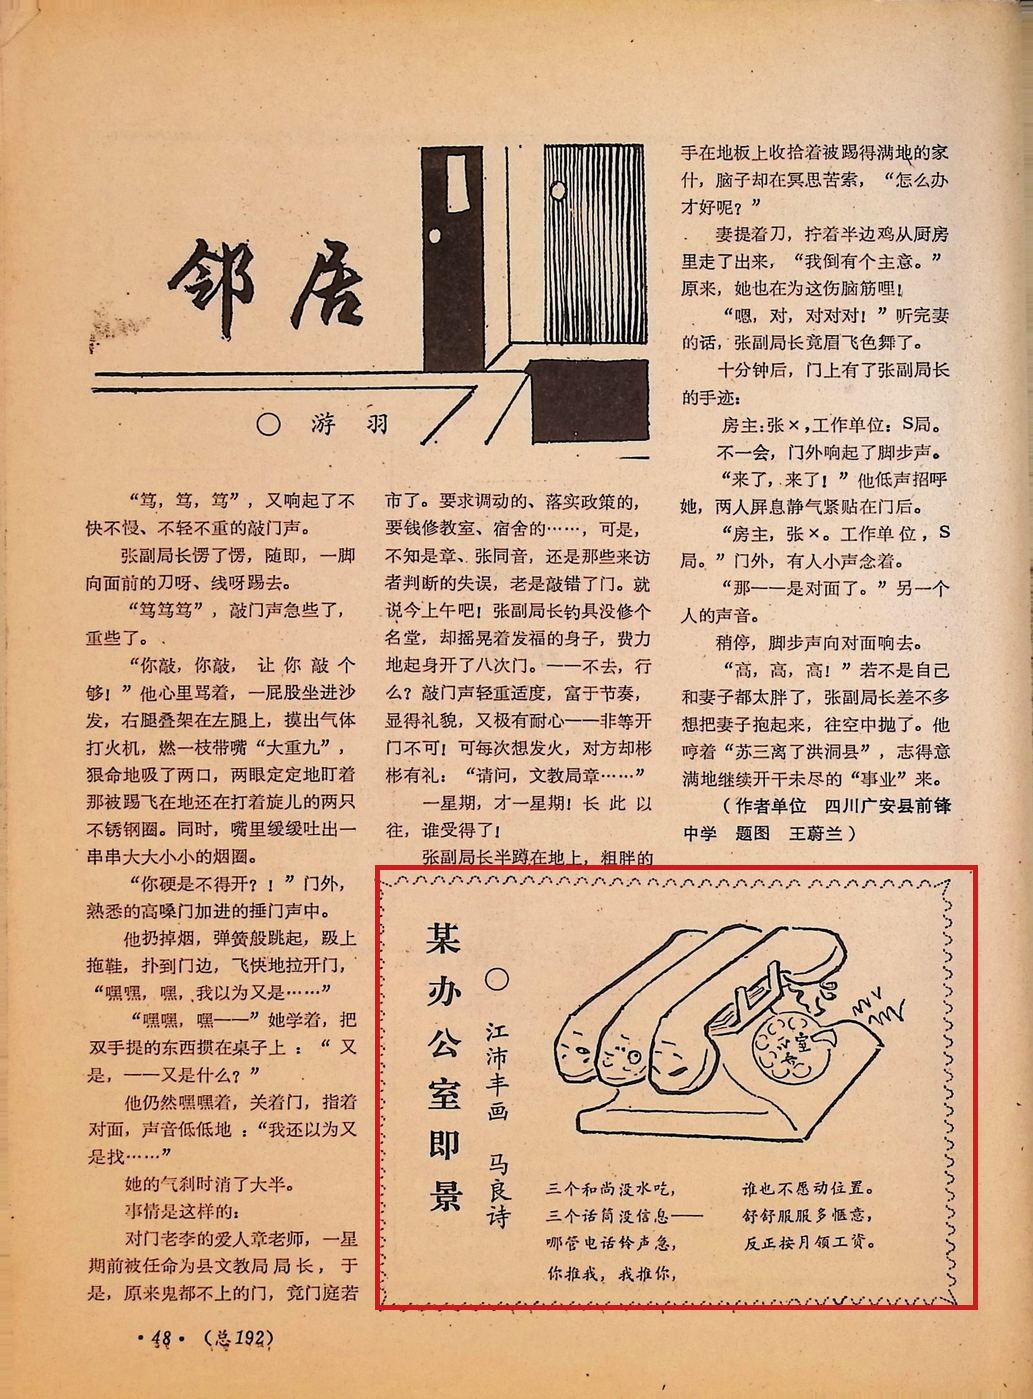 邻居
○ 游 羽
“笃，笃，笃”，又响起了不
快不慢、不轻不重的敲门声。
张副局长愣了愣，随即，一脚
向面前的刀呀、线呀踢去。
“笃笃笃”，敲门声急些了，
重些了。
“你敲，你敲， 让 你 敲 个
够！”他心里骂着，一屁股坐进沙
发，右腿叠架在左腿上，摸出气体
打火机，燃一枝带嘴“大重九”，
狠命地吸了两口，两眼定定地盯着
那被踢飞在地还在打着旋儿的两只
不锈钢圈。同时，嘴里缓缓吐出一
串串大大小小的烟圈。
“你硬是不得开？！”门外，
熟悉的高嗓门加进的捶门声中。
他扔掉烟，弹簧般跳起，趿上
拖鞋，扑到门边，飞快地拉开门，
“嘿嘿，嘿，我以为又是……”
“嘿嘿，嘿——”她学着，把
双手提的东西掼在桌子上：“ 又
是，——又是什么？”
他仍然嘿嘿着，关着门，指着
对面，声音低低地：“我还以为又
是找……”
她的气刹时消了大半。
事情是这样的：
对门老李的爱人章老师，一星
期前被任命为县文教局局长，于
是，原来鬼都不上的门，竟门庭若
市了。要求调动的、落实政策的，
要钱修教室、宿舍的……，可是，
不知是章、张同音，还是那些来访
者判断的失误，老是敲错了门。就
说今上午吧！张副局长钓具没修个
名堂，却摇晃着发福的身子，费力
地起身开了八次门。——不去，行
么？敲门声轻重适度，富于节奏，
显得礼貌，又极有耐心——非等开
门不可！可每次想发火，对方却彬
彬有礼：“请问，文教局章……”
一星期，才一星期！长 此 以
往，谁受得了！
张副局长半蹲在地上，粗胖的
手在地板上收拾着被踢得满地的家
什，脑子却在冥思苦索，“怎么办
才好呢？”
妻提着刀，拧着半边鸡从厨房
里走了出来，“我倒有个主意。”
原来，她也在为这伤脑筋哩！
“嗯，对，对对对！”听完妻
的话，张副局长竟眉飞色舞了。
十分钟后，门上有了张副局长
的手迹：
房主：张×，工作单位：S局。
不一会，门外响起了脚步声。
“来了，来了！”他低声招呼
她，两人屏息静气紧贴在门后。
“房主，张×。工作单位，S
局。”门外，有人小声念着。
“那——是对面了。”另一个
人的声音。
稍停，脚步声向对面响去。
“高，高，高！”若不是自己
和妻子都太胖了，张副局长差不多
想把妻子抱起来，往空中抛了。他
哼着“苏三离了洪洞县”，志得意
满地继续开干未尽的“事业”来。
（作者单位 四川广安县前锋
中学 题图 王蔚兰）
某办公室即景
○ 江沛丰画 马良诗
办公室
三个和尚没水吃，
三个话筒没信息——
哪管电话铃声急，
你推我，我推你，
谁也不愿动位置。
舒舒服服多惬意，
反正按月领工资。
·48· （总192）